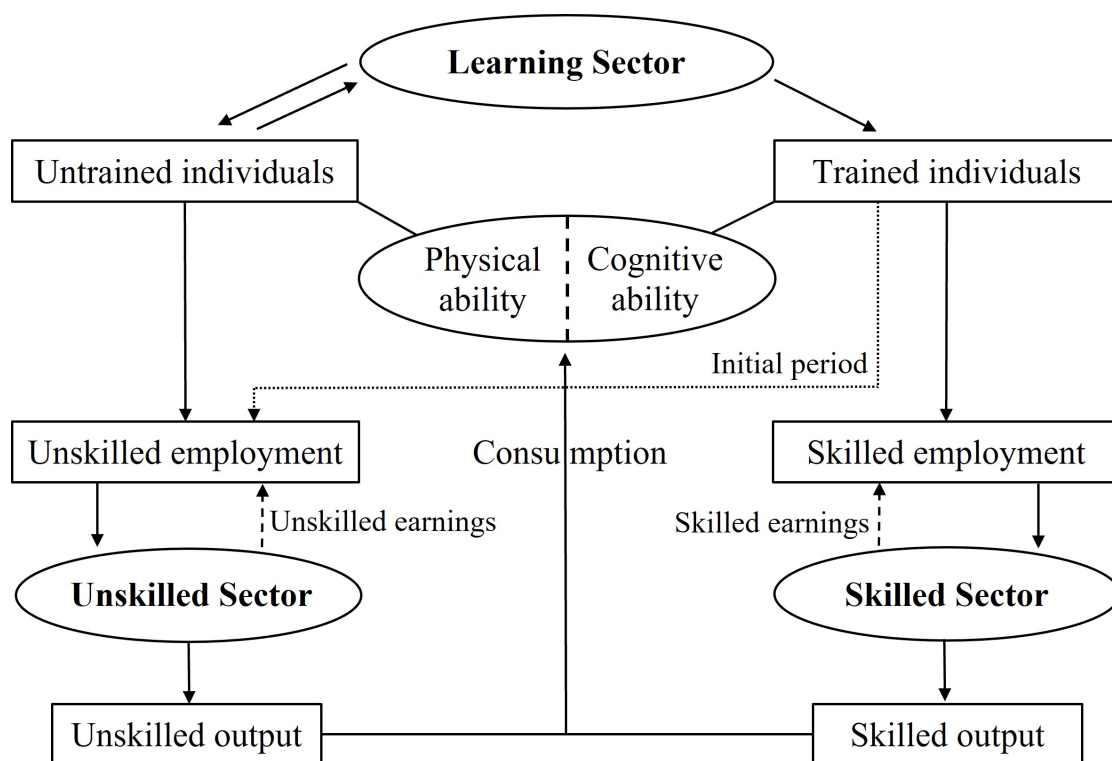 Learning Sector
Untrained individuals
Trained individuals
Physical
ability
Cognitive
ability
Initial period
Unskilled employment
Consumption
Skilled employment
Unskilled earnings
Skilled earnings
Unskilled Sector
Skilled Sector
Unskilled output
Skilled output